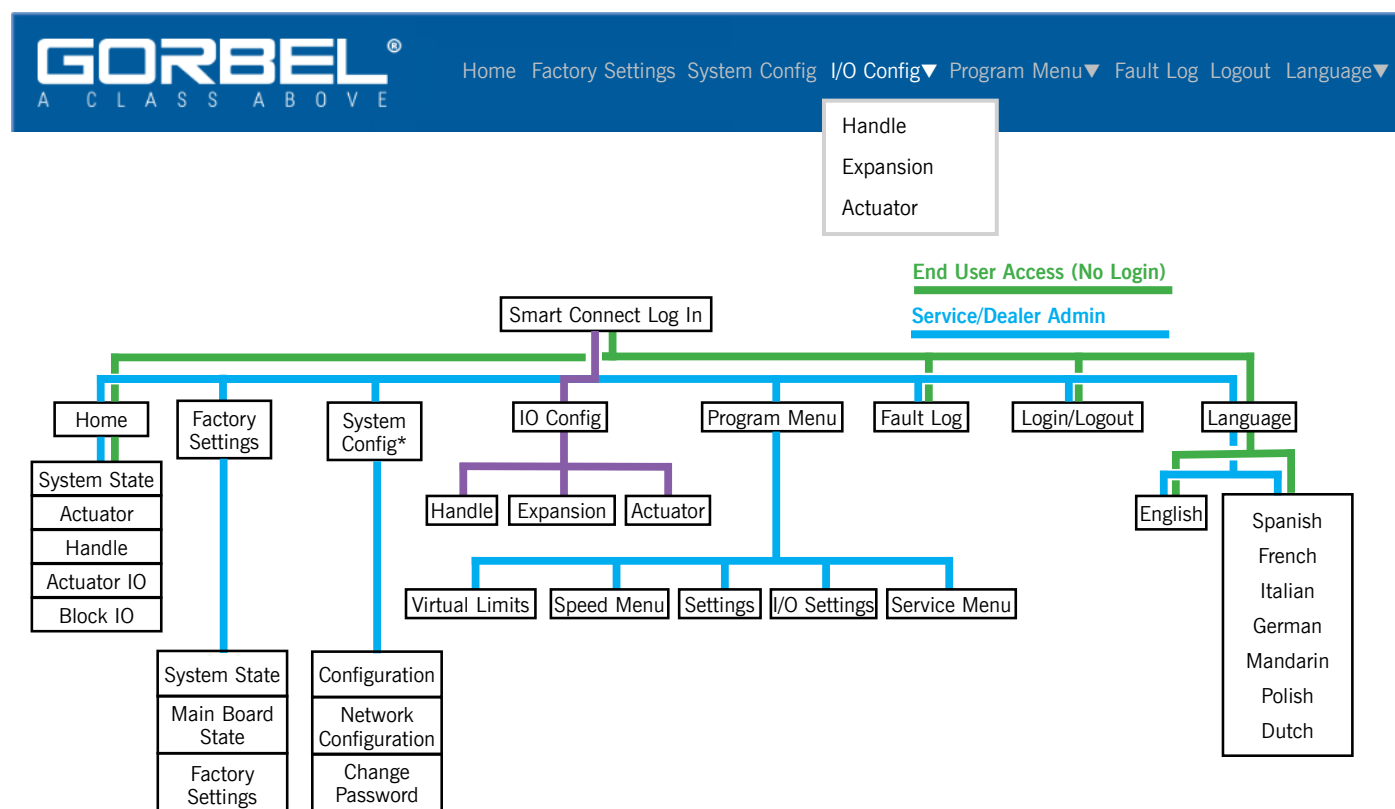 GORBEL®
A CLASS ABOVE
Home Factory Settings System Config I/O Config▼ Program Menu▼ Fault Log Logout Language▼
Handle
Expansion
Actuator
End User Access (No Login)
Service/Dealer Admin
Smart Connect Log In
Home
Factory
Settings
System
Config*
IO Config
Program Menu
Fault Log
Login/Logout
Language
System State
Actuator
Handle
Actuator IO
Block IO
Handle
Expansion
Actuator
English
Spanish
French
Italian
German
Mandarin
Polish
Dutch
Virtual Limits
Speed Menu
Settings
I/O Settings
Service Menu
System State
Main Board
State
Factory
Settings
Configuration
Network
Configuration
Change
Password